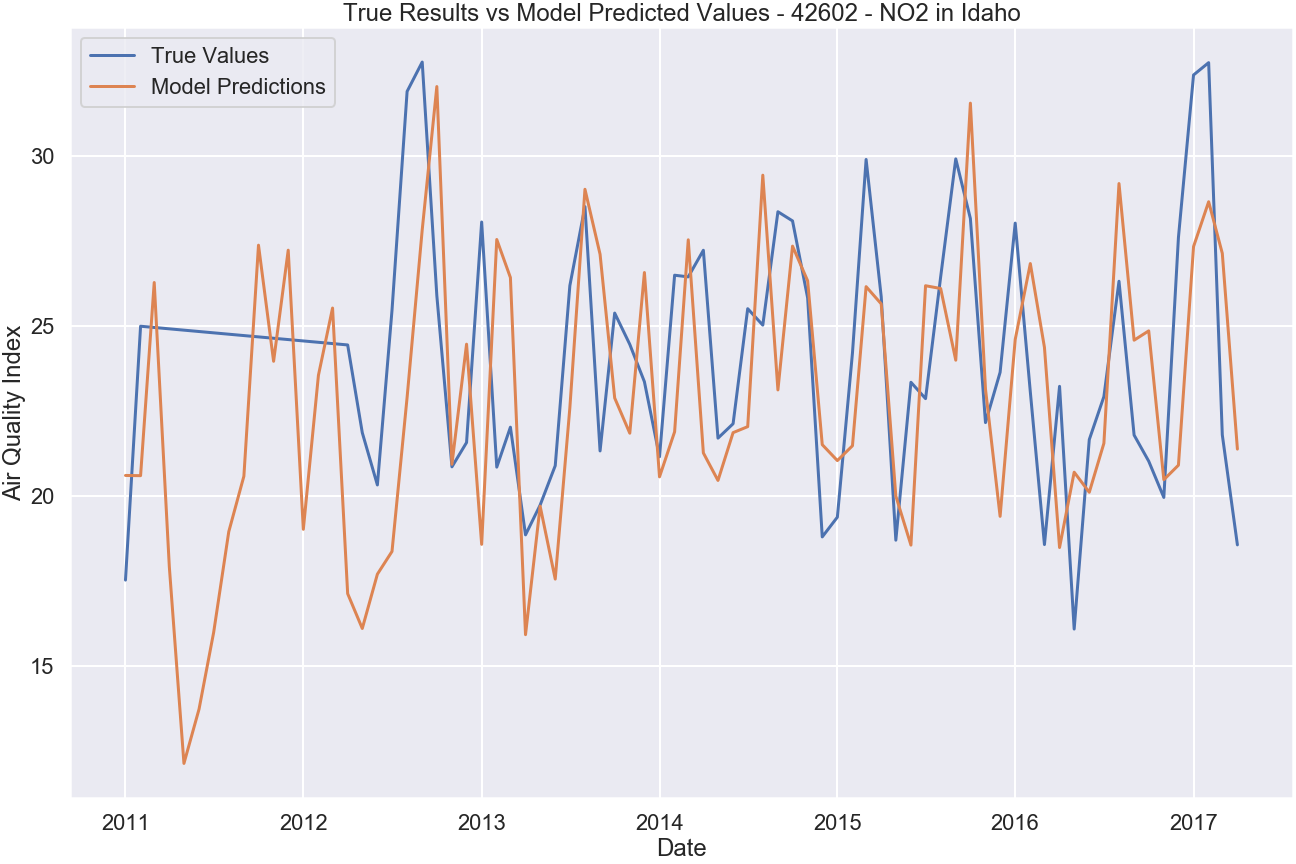 True Results vs Model Predicted Values - 42602 - NO2 in Idaho
True Values
Model Predictions
Air Quality Index
30
25
20
15
2011 2012 2013 2014 2015 2016 2017
Date